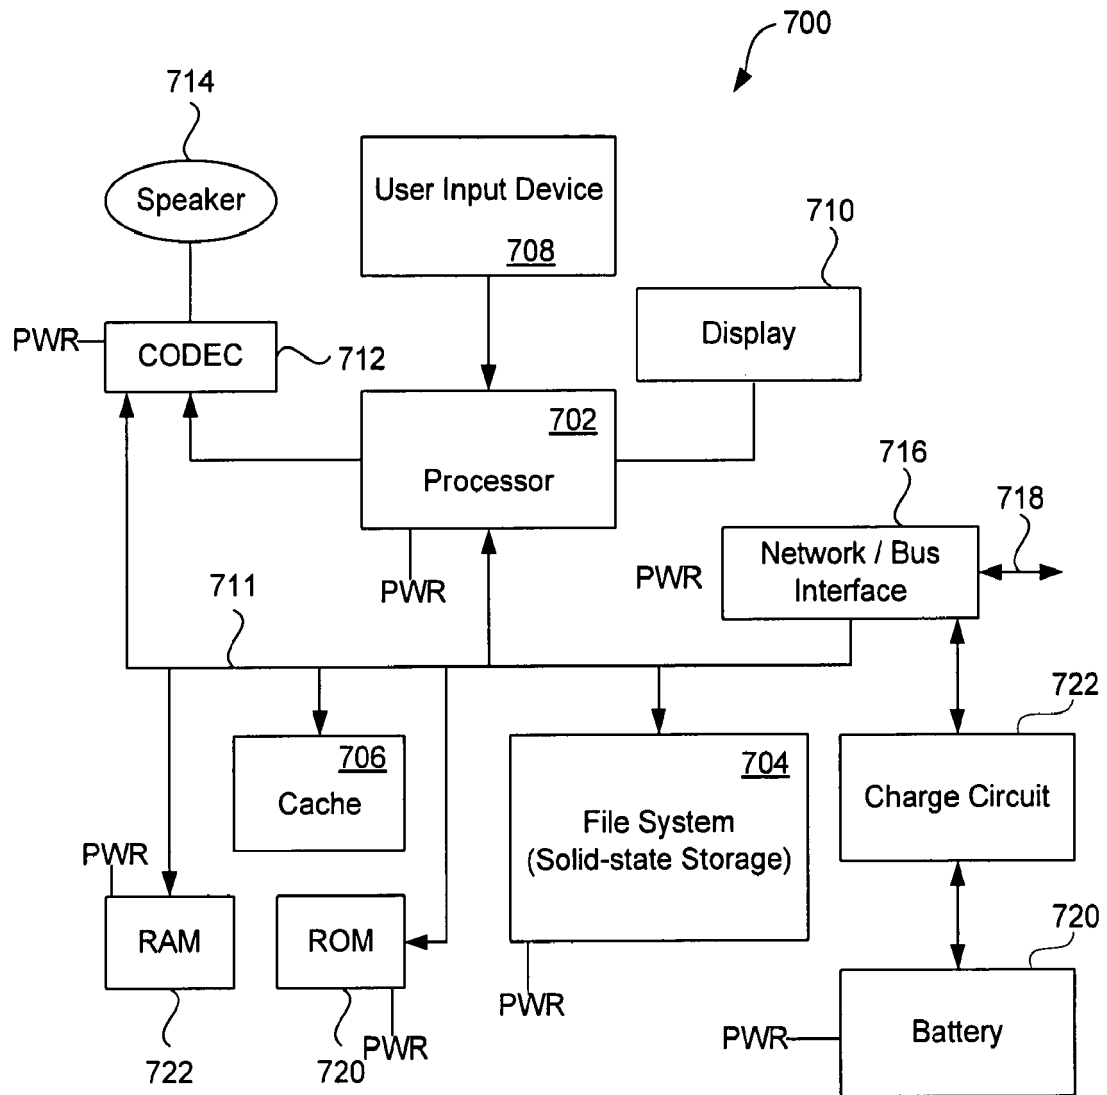 700
714
Speaker
User Input Device
708
710
Display
PWR
CODEC
712
702
Processor
716
718
Network / Bus
Interface
PWR
PWR
711
722
706
Cache
704
File System
(Solid-state Storage)
Charge Circuit
PWR
RAM
ROM
720
PWR
PWR
PWR
Battery
722
720